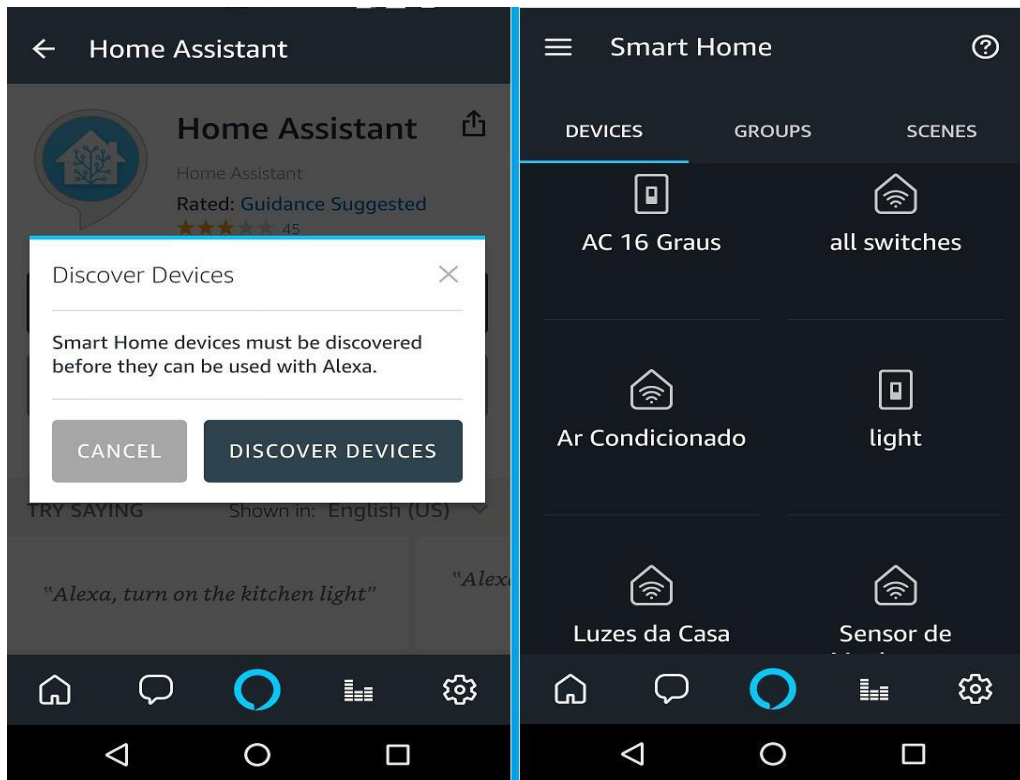 Home Assistant
Home Assistant
Home Assistant
Rated: Guidance Suggested
45
Discover Devices
Smart Home devices must be discovered
before they can be used with Alexa.
CANCEL
DISCOVER DEVICES
TRY SAYING
Shown in: English (US)
"Alexa, turn on the kitchen light"
Smart Home
DEVICES
GROUPS
SCENES
AC 16 Graus
all switches
Ar Condicionado
light
Luzes da Casa
Sensor de